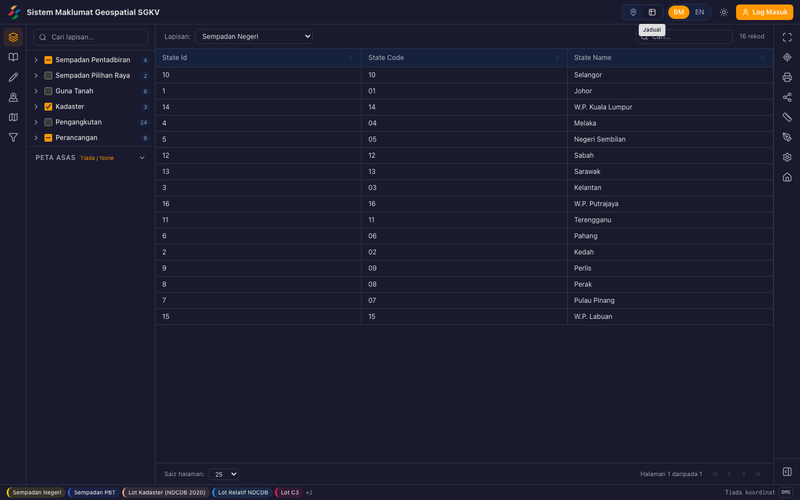 Sistem Maklumat Geospatial SGKV
BM EN Log Masuk
Jadual
Cari lapisan...
Lapisan: Sempadan Negeri
16 rekod
Sempadan Pentadbiran 4
Sempadan Pilihan Raya 2
Guna Tanah 8
Kadaster 3
Pengangkutan 24
Perancangan 8
PETA ASAS Tiada / None
State Id State Code State Name
10 10 Selangor
1 01 Johor
14 14 W.P. Kuala Lumpur
4 04 Melaka
5 05 Negeri Sembilan
12 12 Sabah
13 13 Sarawak
3 03 Kelantan
16 16 W.P. Putrajaya
11 11 Terengganu
6 06 Pahang
2 02 Kedah
9 09 Perlis
8 08 Perak
7 07 Pulau Pinang
15 15 W.P. Labuan
Saiz halaman: 25
Halaman 1 daripada 1
Sempadan Negeri Sempadan PBT Lot Kadaster (NDCDB 2020) Lot Relatif NDCDB Lot C3 +2
Tiada koordinat BMS